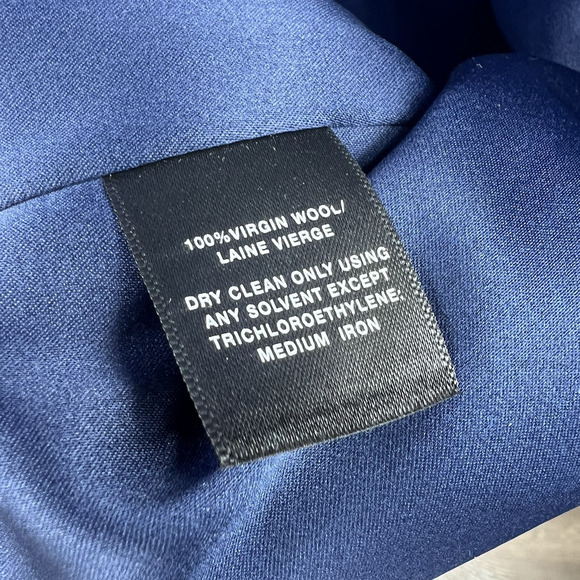 100%VIRGIN WOOL/
LAINE VIERGE
DRY CLEAN ONLY USING
ANY SOLVENT EXCEPT
TRICHLOROETHYLENE;
MEDIUM IRON